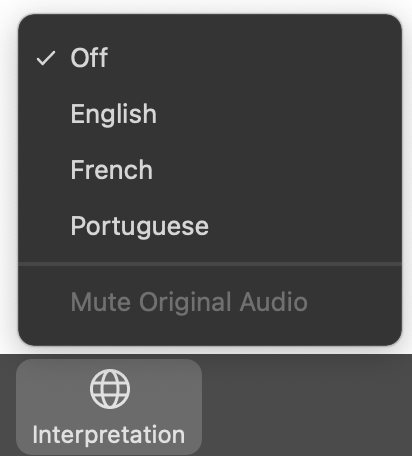 Off
English
French
Portuguese
Mute Original Audio
Interpretation